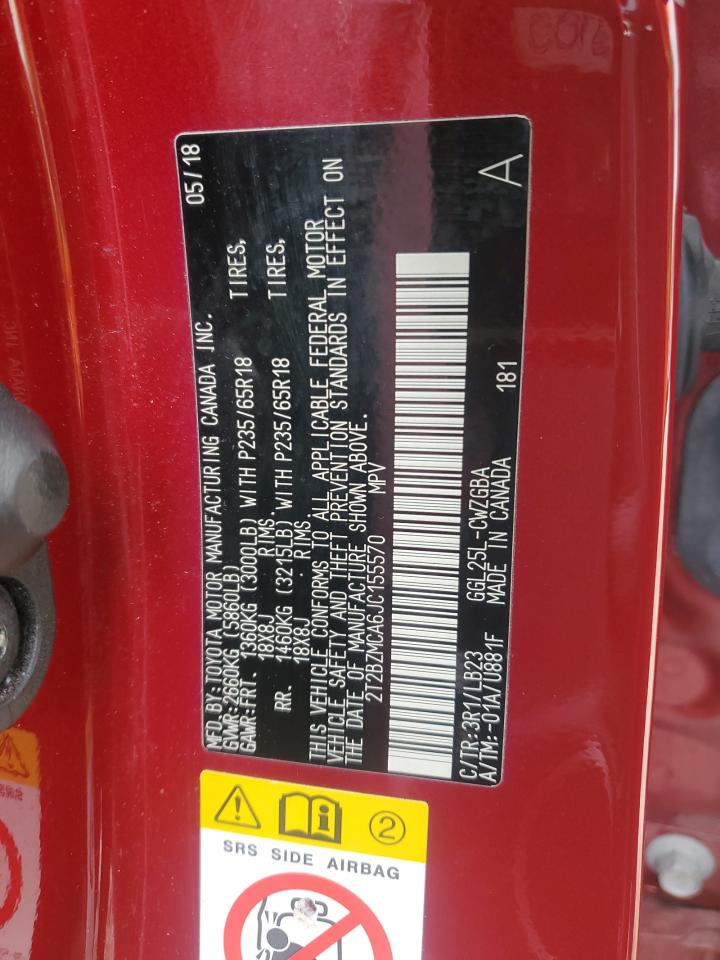 MFD.BY:TOYOTA MOTOR MANUFACTURING CANADA INC. 05/18
GVWR:2660KG (5860LB)
GAWR:FRT. 1360KG (3000LB) WITH P235/65R18 TIRES,
18X8J RIMS.
RR. 1460KG (3215LB) WITH P235/65R18 TIRES,
18X8J RIMS.
THIS VEHICLE CONFORMS TO ALL APPLICABLE FEDERAL MOTOR
VEHICLE SAFETY AND THEFT PREVENTION STANDARDS IN EFFECT ON
THE DATE OF MANUFACTURE SHOWN ABOVE.
2T2BZMCA6JC155570 MPV
C/TR:3R1/LB23 GGL25L-CWZGBA 181 A
A/TM:-01A/U881F MADE IN CANADA
2
SRS SIDE AIRBAG